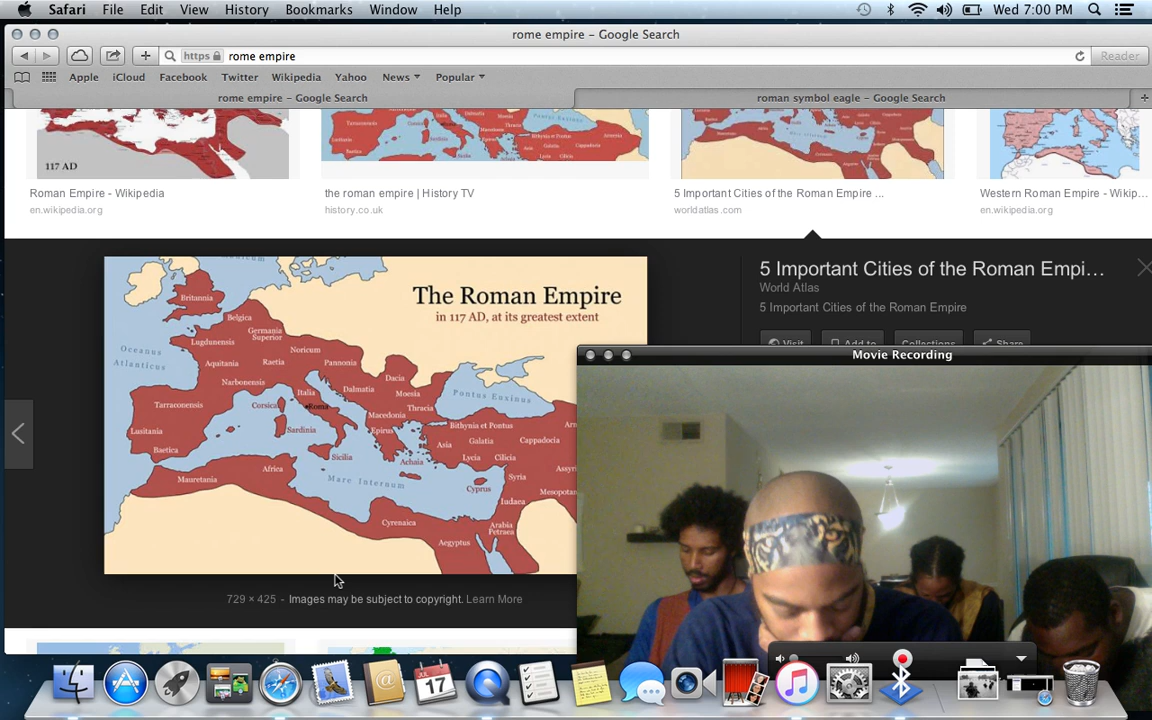 Safari File Edit View History Bookmarks Window Help Wed 7:00 PM
rome empire – Google Search
https rome empire Reader
Apple iCloud Facebook Twitter Wikipedia Yahoo News Popular
rome empire – Google Search roman symbol eagle – Google Search
117 AD
Roman Empire - Wikipedia
en.wikipedia.org
the roman empire | History TV
history.co.uk
5 Important Cities of the Roman Empire ...
worldatlas.com
Western Roman Empire - Wikip...
en.wikipedia.org
The Roman Empire
in 117 AD, at its greatest extent
Britannia
Oceanus
Atlanticus
Belgica
Germania
Superior
Lugdunensis
Noricum
Aquitania
Raetia
Pannonia
Narbonensis
Italia
Dacia
Dalmatia
Moesia
Pontus Euxinus
Tarraconensis
Corsica
Roma
Thracia
Macedonia
Bithynia et Pontus
Lusitania
Sardinia
Epirus
Asia
Galatia
Cappadocia
Baetica
Sicilia
Achaia
Lycia
Cilicia
Africa
Syria
Assyri
Mauretania
Mare Internum
Cyprus
Mesopotam
Iudaea
Cyrenaica
Arabia
Petraea
Aegyptus
729 × 425 - Images may be subject to copyright. Learn More
5 Important Cities of the Roman Empi...
World Atlas
5 Important Cities of the Roman Empire
Visit Add to Collections Share
Movie Recording
JUL
17